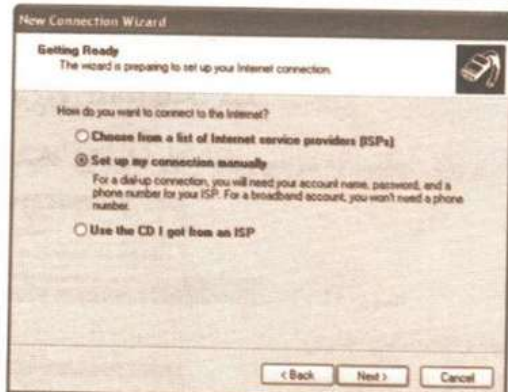 New Connection Wizard
Getting Ready
The wizard is preparing to set up your Internet connection.
How do you want to connect to the Internet?
Choose from a list of Internet service providers (ISPs)
Set up my connection manually
For a dial-up connection, you will need your account name, password, and a
phone number for your ISP. For a broadband account, you won't need a phone
number.
Use the CD I got from an ISP
< Back
Next >
Cancel